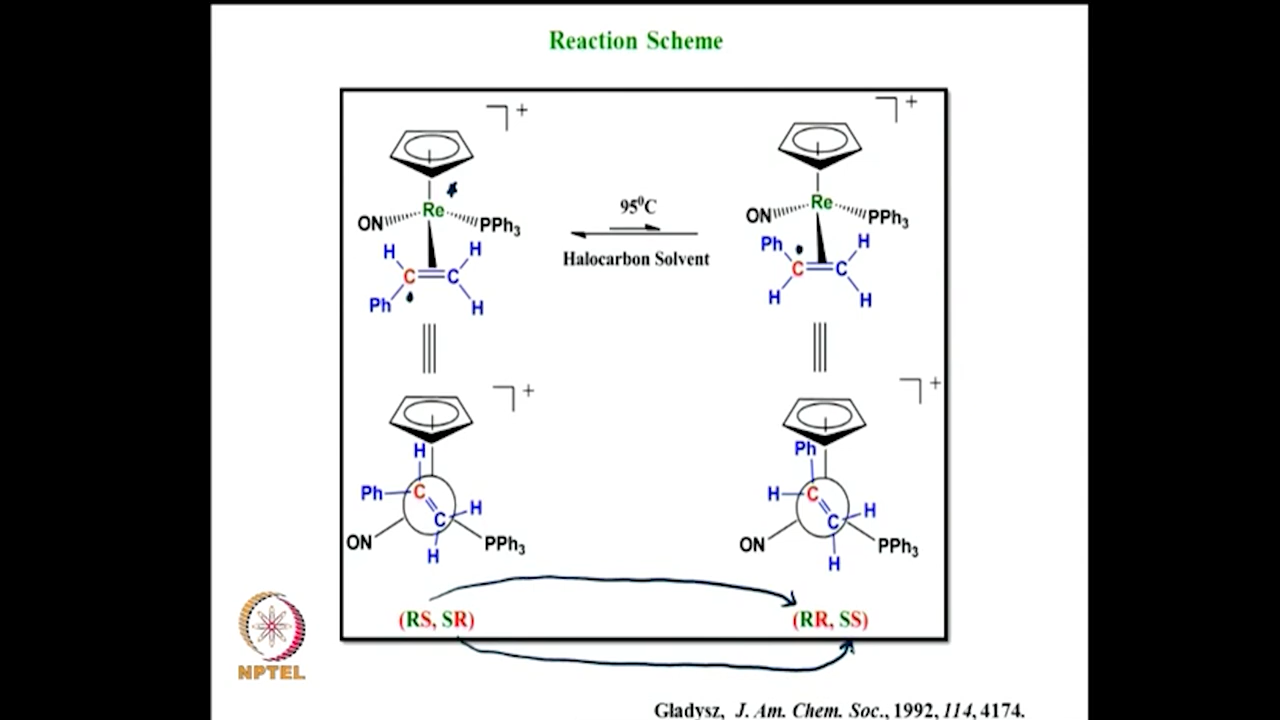 Reaction Scheme
+
+
Re
ON
PPh3
H
H
C
C
Ph
H
95⁰C
Halocarbon Solvent
Re
ON
PPh3
Ph
H
C
C
H
H
+
+
H
Ph
C
H
C
ON
H
PPh3
Ph
H
C
H
C
ON
H
PPh3
(RS, SR)
(RR, SS)
NPTEL
Gladysz, J. Am. Chem. Soc., 1992, 114, 4174.